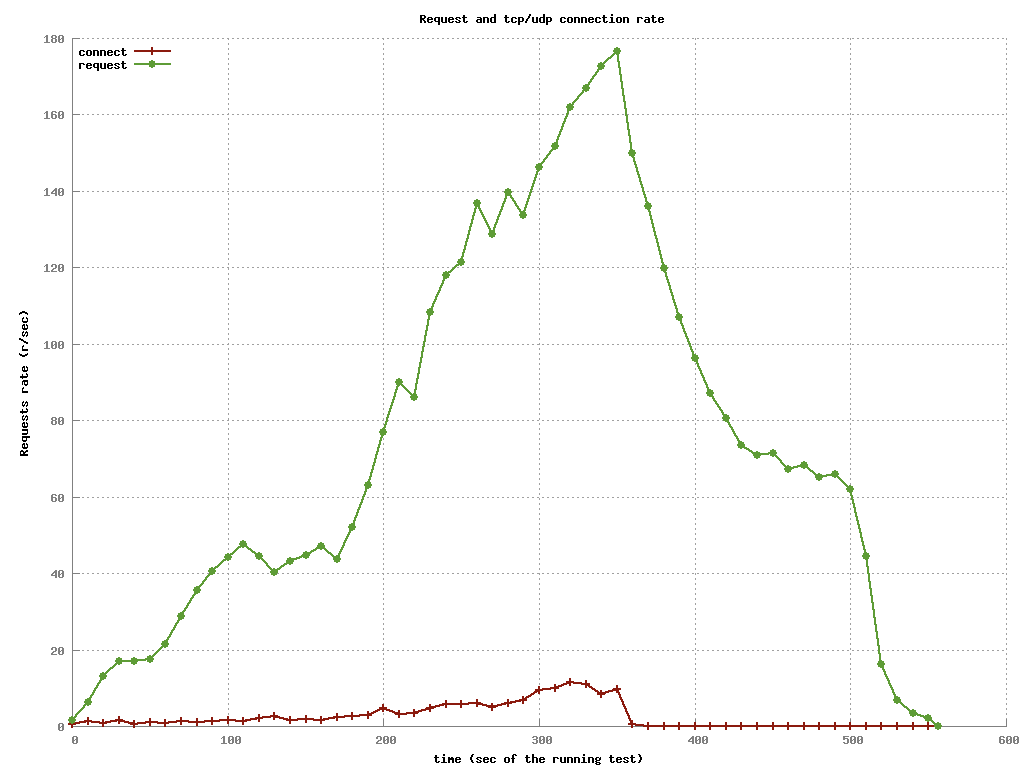 Request and tcp/udp connection rate
180
connect
request
160
140
120
100
80
60
40
20
0
Requests rate (r/sec)
0 100 200 300 400 500 600
time (sec of the running test)